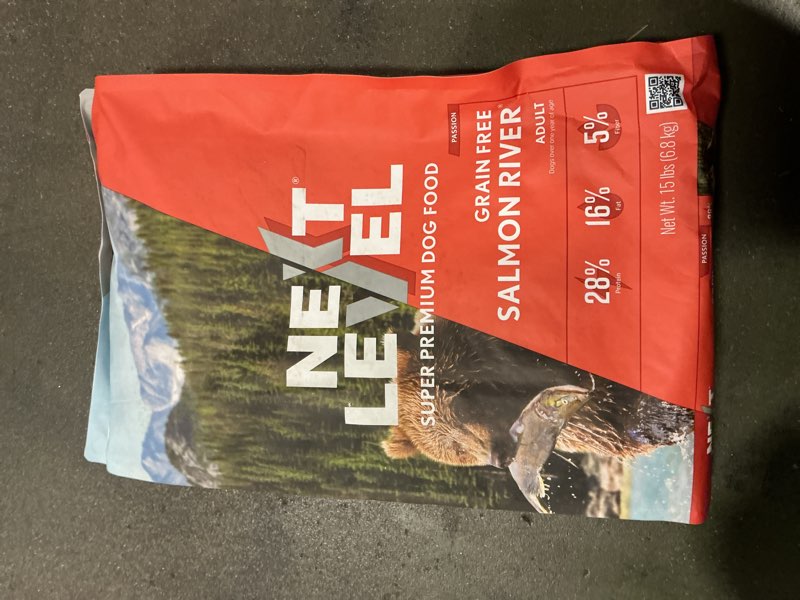 NEXT®
LEVEL
SUPER PREMIUM DOG FOOD
PASSION
GRAIN FREE
SALMON RIVER®
ADULT
Dogs over one year of age
28% 16% 5%
Protein Fat Fiber
Net Wt. 15 lbs (6.8 kg)
PASSION